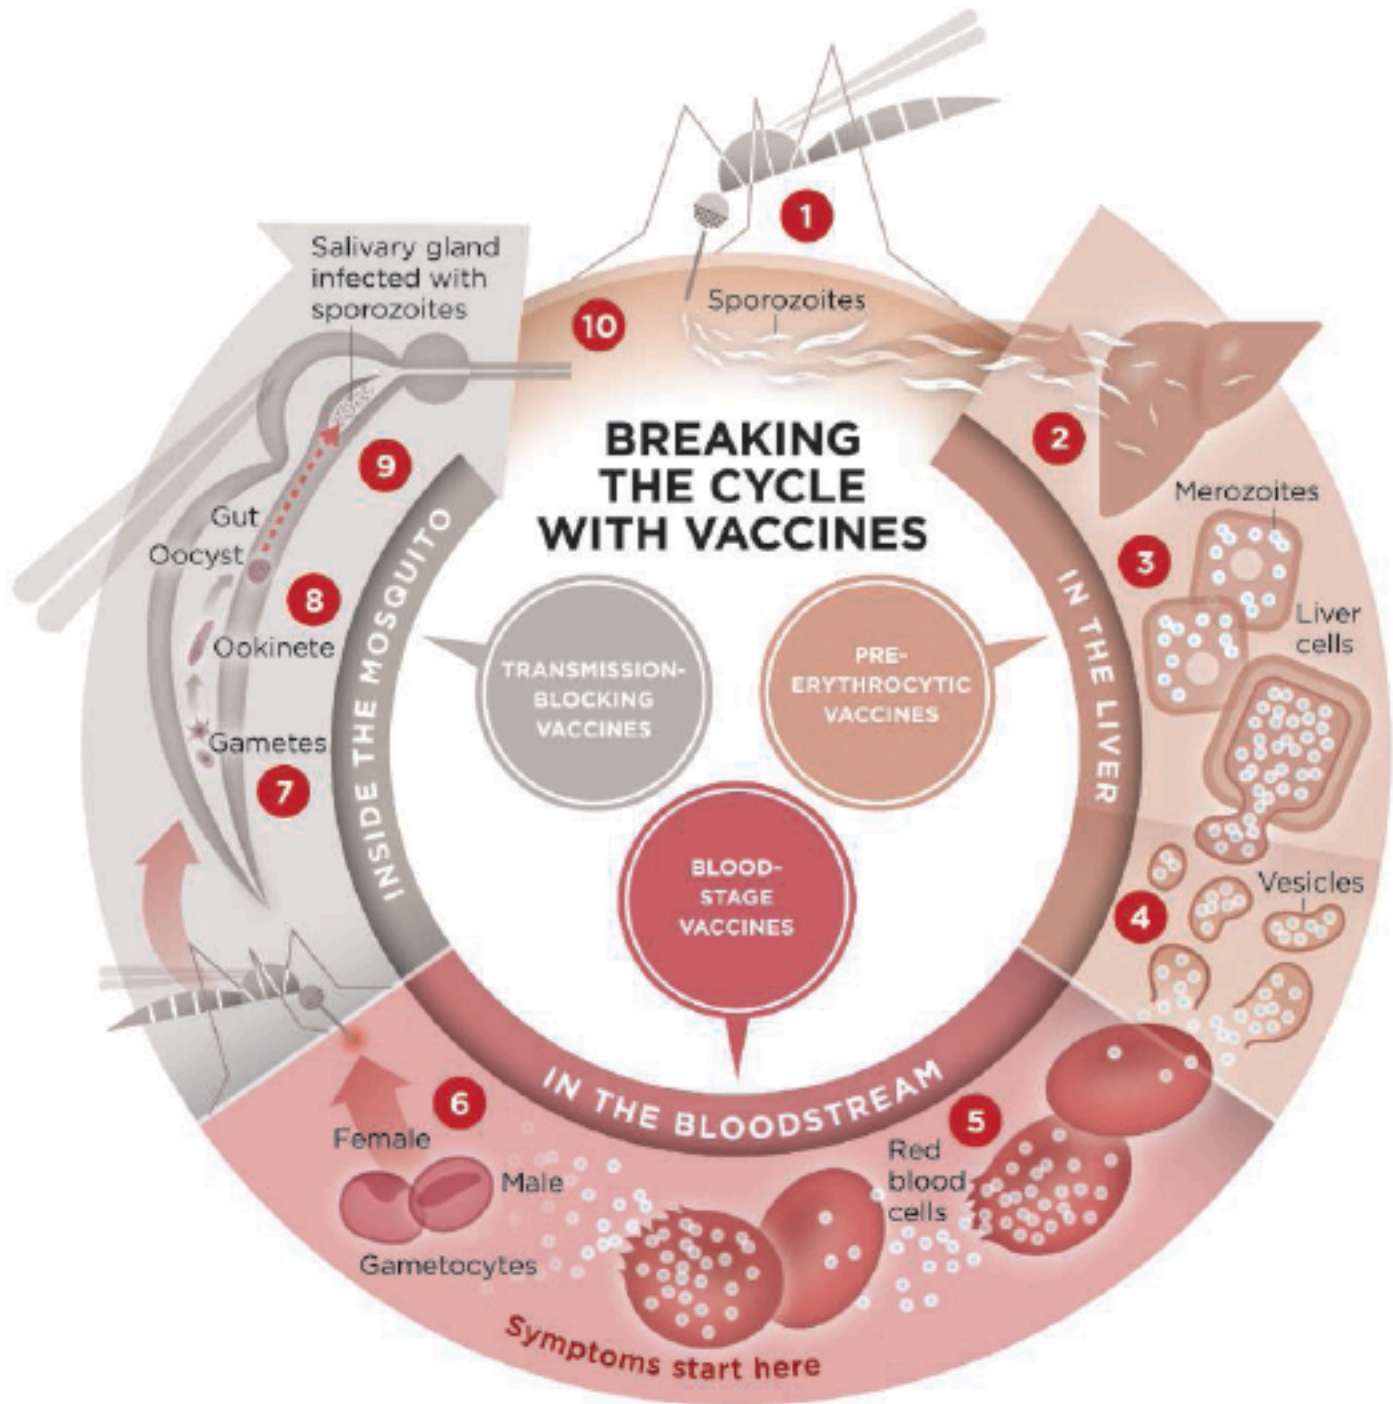 1
Salivary gland
infected with
sporozoites
10
Sporozoites
2
BREAKING
THE CYCLE
WITH VACCINES
9
Merozoites
Gut
3
Oocyst
8
Liver
cells
Ookinete
TRANSMISSION-
BLOCKING
VACCINES
PRE-
ERYTHROCYTIC
VACCINES
INSIDE THE MOSQUITO
IN THE LIVER
Gametes
7
BLOOD-
STAGE
VACCINES
Vesicles
4
IN THE BLOODSTREAM
6
5
Female
Male
Gametocytes
Red
blood
cells
Symptoms start here